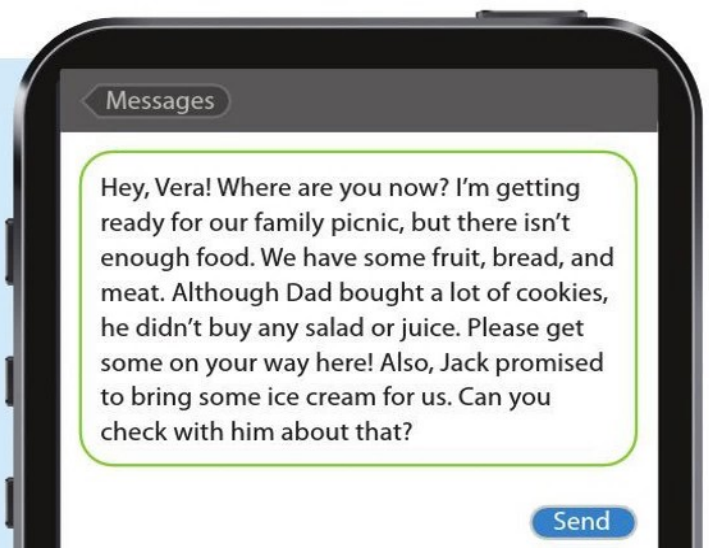 Messages
Hey, Vera! Where are you now? I'm getting
ready for our family picnic, but there isn't
enough food. We have some fruit, bread, and
meat. Although Dad bought a lot of cookies,
he didn't buy any salad or juice. Please get
some on your way here! Also, Jack promised
to bring some ice cream for us. Can you
check with him about that?
Send